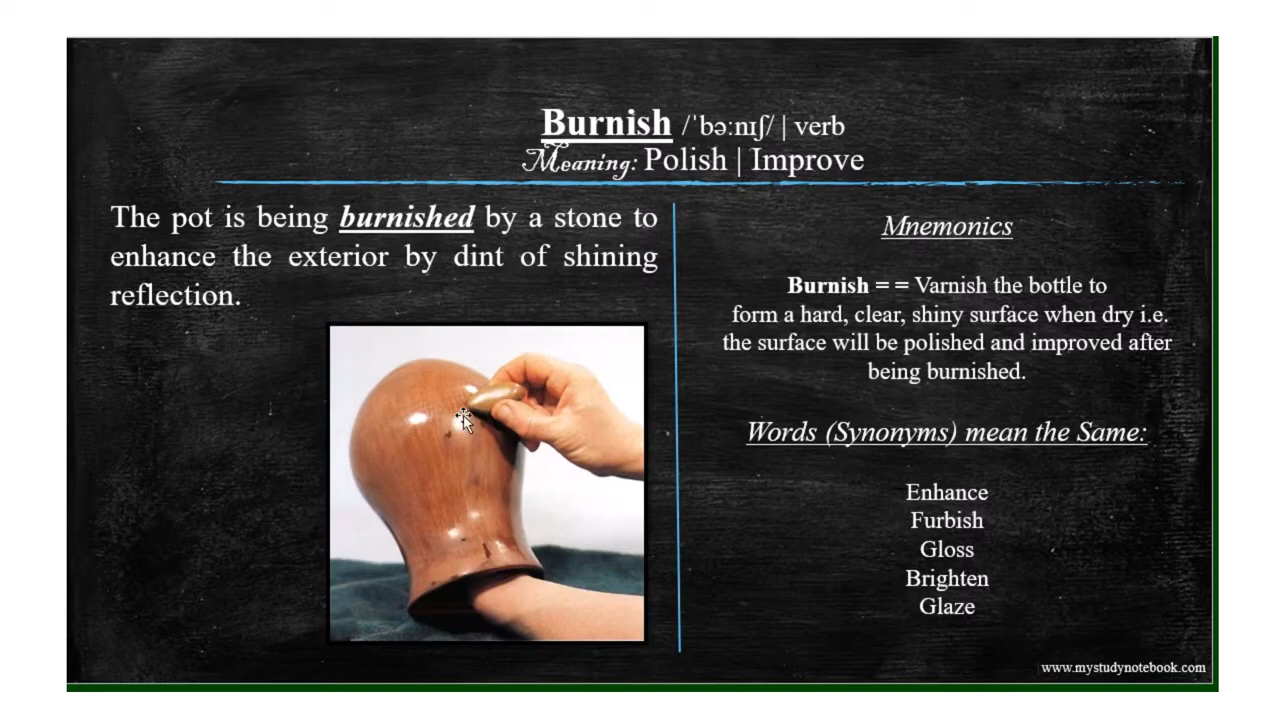 Burnish /ˈbəːnɪʃ/ | verb
Meaning: Polish | Improve
The pot is being burnished by a stone to
enhance the exterior by dint of shining
reflection.
Mnemonics
Burnish = = Varnish the bottle to
form a hard, clear, shiny surface when dry i.e.
the surface will be polished and improved after
being burnished.
Words (Synonyms) mean the Same:
Enhance
Furbish
Gloss
Brighten
Glaze
www.mystudynotebook.com